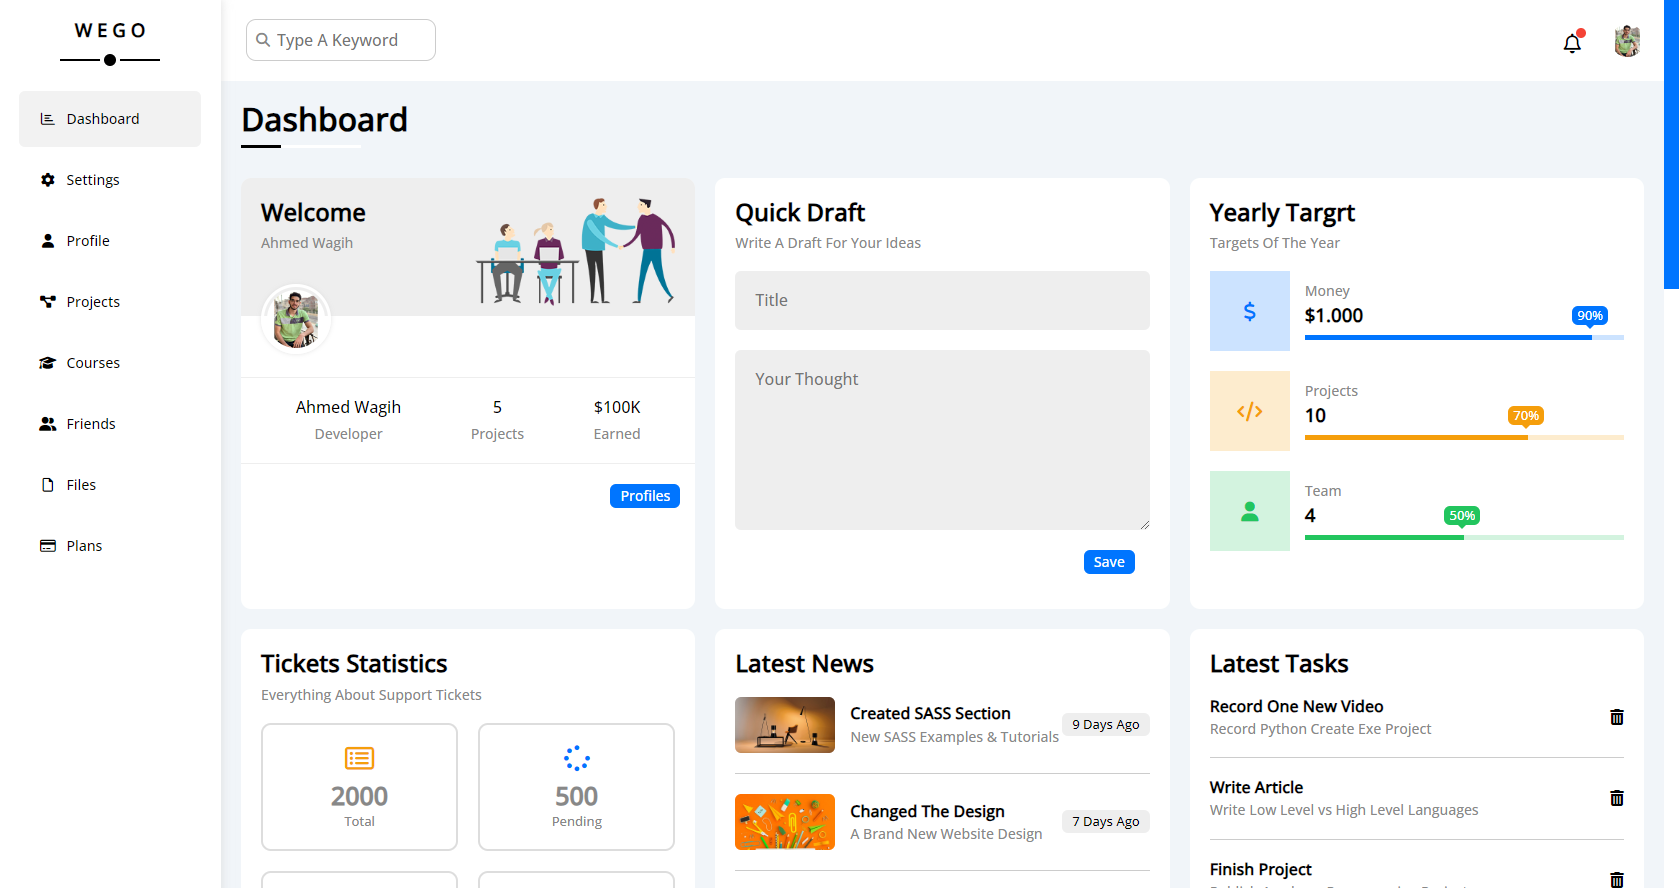 WEGO
Dashboard
Settings
Profile
Projects
Courses
Friends
Files
Plans
Type A Keyword
Dashboard
Welcome
Ahmed Wagih
Ahmed Wagih
Developer
5
Projects
$100K
Earned
Profiles
Quick Draft
Write A Draft For Your Ideas
Title
Your Thought
Save
Yearly Targrt
Targets Of The Year
Money
$1.000
90%
Projects
10
70%
Team
4
50%
Tickets Statistics
Everything About Support Tickets
2000
Total
500
Pending
Latest News
Created SASS Section
New SASS Examples & Tutorials
9 Days Ago
Changed The Design
A Brand New Website Design
7 Days Ago
Latest Tasks
Record One New Video
Record Python Create Exe Project
Write Article
Write Low Level vs High Level Languages
Finish Project